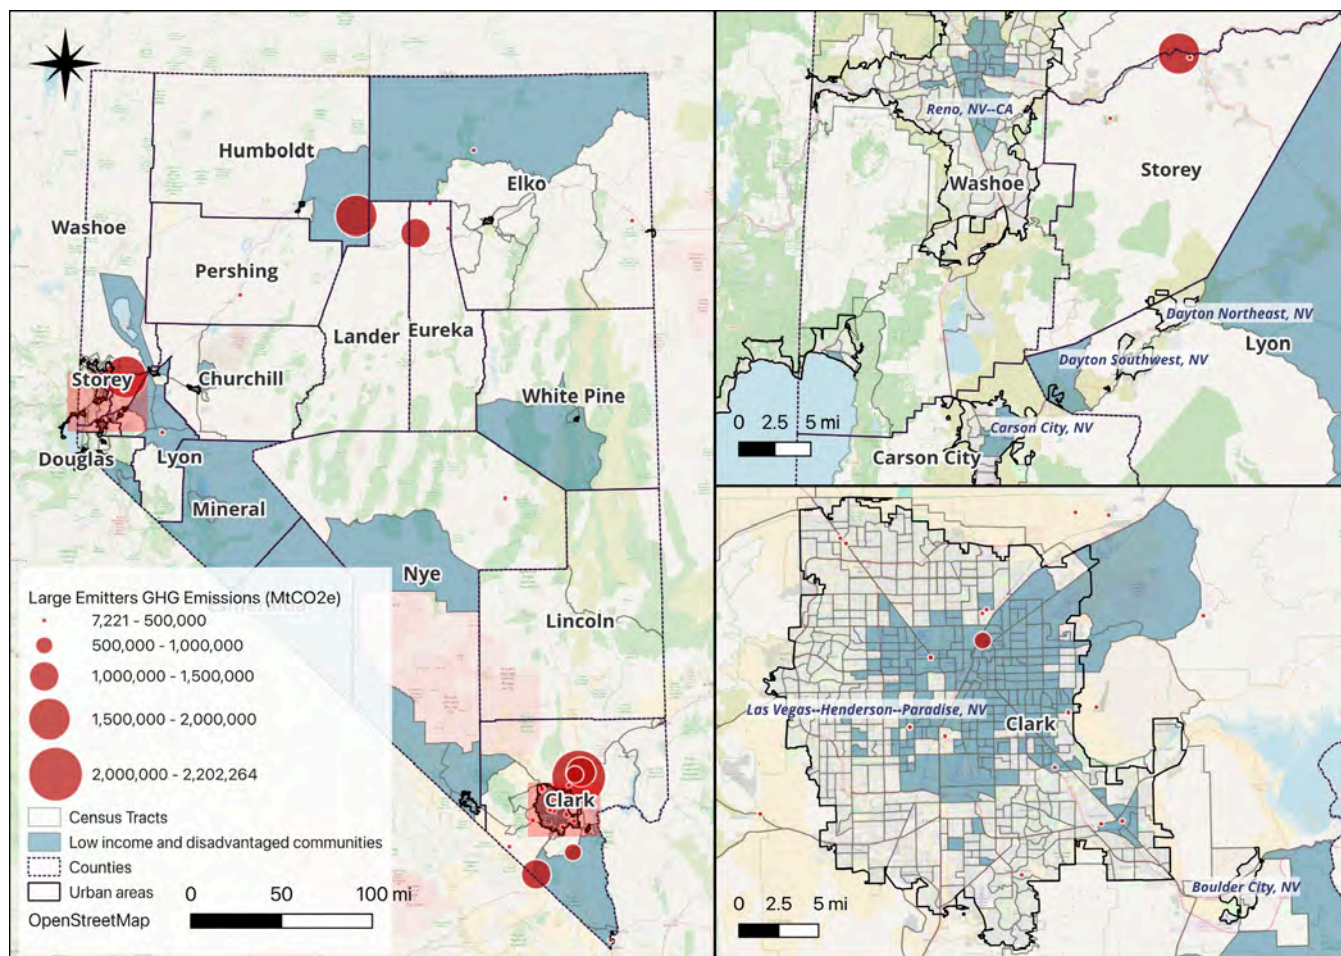 Humboldt
Elko
Washoe
Pershing
Lander
Eureka
Storey
Churchill
White Pine
Douglas
Lyon
Mineral
Nye
Lincoln
Clark
Large Emitters GHG Emissions (MtCO2e)
7,221 - 500,000
500,000 - 1,000,000
1,000,000 - 1,500,000
1,500,000 - 2,000,000
2,000,000 - 2,202,264
Census Tracts
Low income and disadvantaged communities
Counties
Urban areas
OpenStreetMap
0 50 100 mi
Reno, NV--CA
Washoe
Storey
Dayton Northeast, NV
Lyon
Dayton Southwest, NV
Carson City, NV
Carson City
0 2.5 5 mi
Las Vegas--Henderson--Paradise, NV
Clark
Boulder City, NV
0 2.5 5 mi